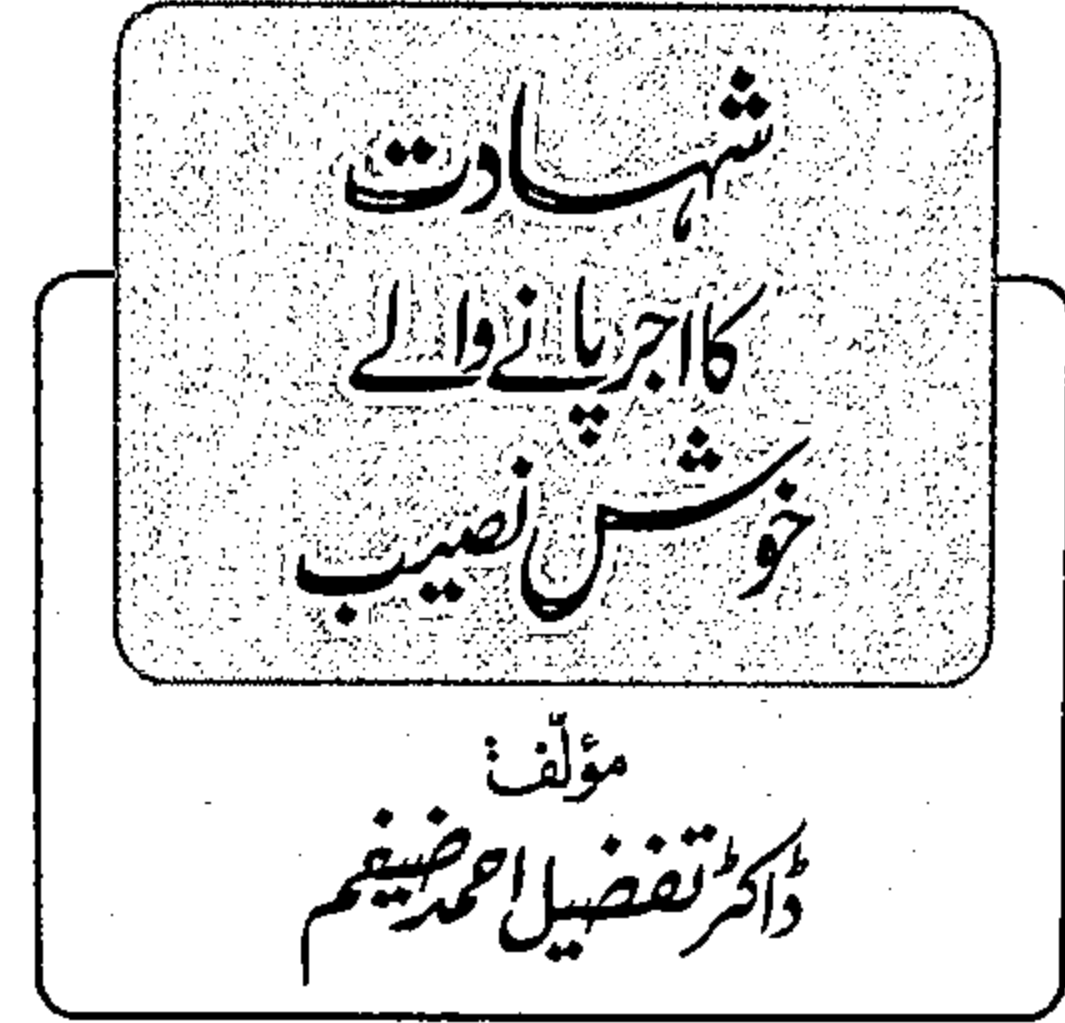 شہادت
کا اجر پانے والے
خوش نصیب
مؤلف:
ڈاکٹر تفضیل احمد ضیغم